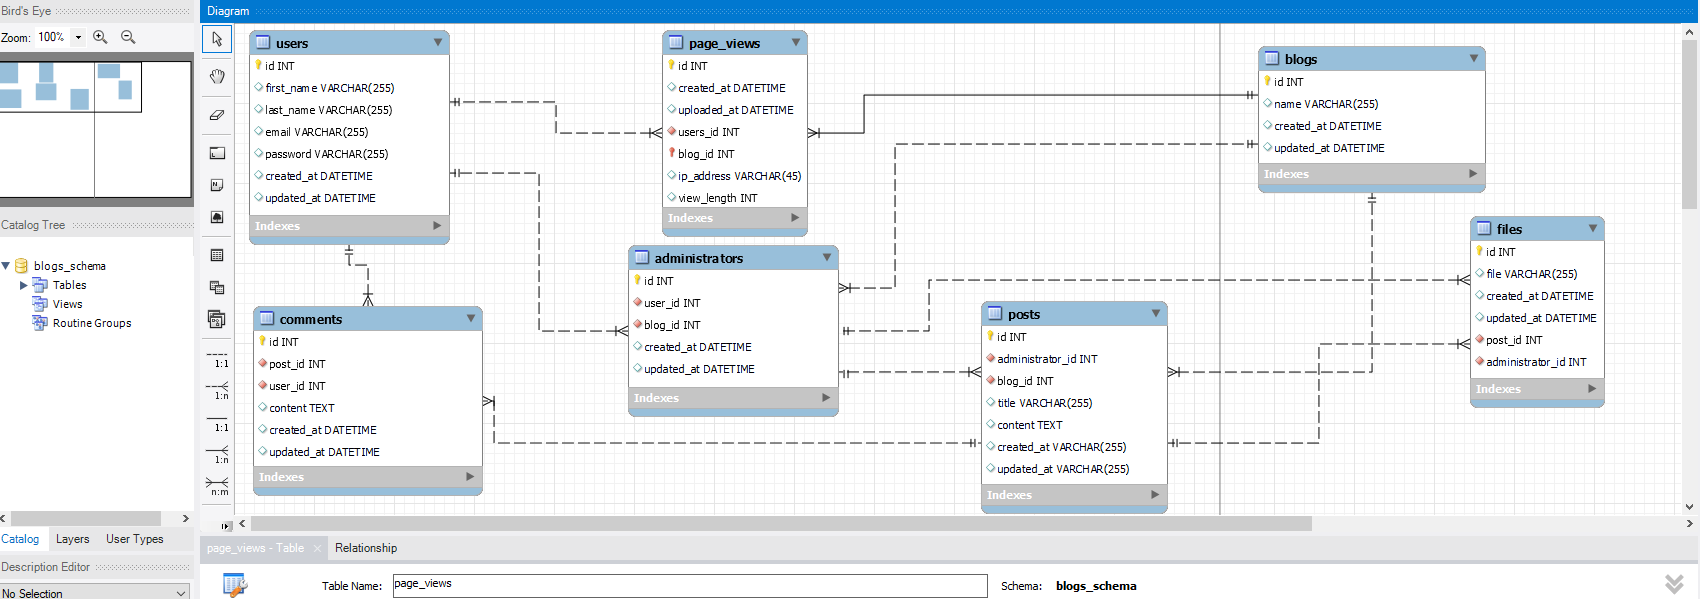 Bird's Eye
Zoom: 100%
Catalog Tree
blogs_schema
Tables
Views
Routine Groups
Catalog Layers User Types
Description Editor
No Selection
Diagram
1:1
1:n
1:1
1:n
n:m
users
id INT
first_name VARCHAR(255)
last_name VARCHAR(255)
email VARCHAR(255)
password VARCHAR(255)
created_at DATETIME
updated_at DATETIME
Indexes
page_views
id INT
created_at DATETIME
uploaded_at DATETIME
users_id INT
blog_id INT
ip_address VARCHAR(45)
view_length INT
Indexes
blogs
id INT
name VARCHAR(255)
created_at DATETIME
updated_at DATETIME
Indexes
files
id INT
file VARCHAR(255)
created_at DATETIME
updated_at DATETIME
post_id INT
administrator_id INT
Indexes
administrators
id INT
user_id INT
blog_id INT
created_at DATETIME
updated_at DATETIME
Indexes
comments
id INT
post_id INT
user_id INT
content TEXT
created_at DATETIME
updated_at DATETIME
Indexes
posts
id INT
administrator_id INT
blog_id INT
title VARCHAR(255)
content TEXT
created_at VARCHAR(255)
updated_at VARCHAR(255)
Indexes
page_views - Table Relationship
Table Name: page_views Schema: blogs_schema